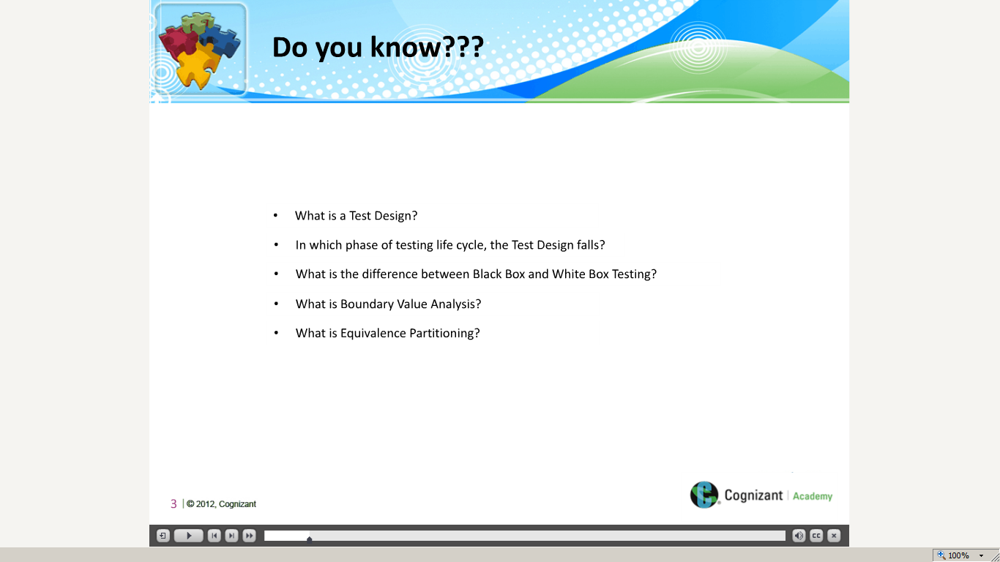 Do you know???
• What is a Test Design?
• In which phase of testing life cycle, the Test Design falls?
• What is the difference between Black Box and White Box Testing?
• What is Boundary Value Analysis?
• What is Equivalence Partitioning?
3 | © 2012, Cognizant
Cognizant | Academy
CC
100%